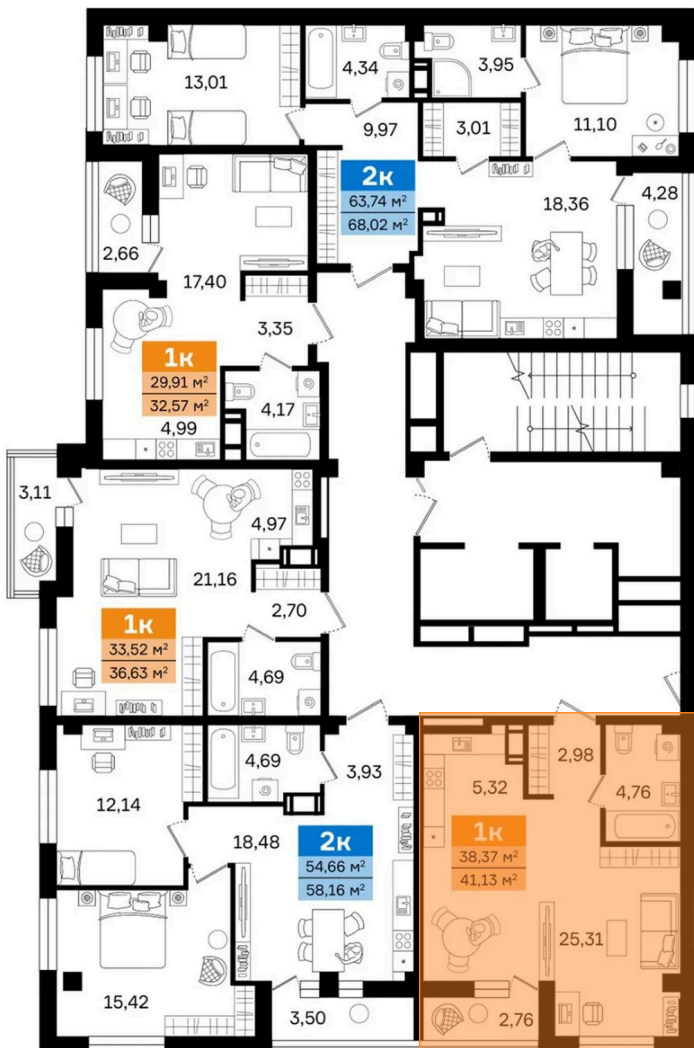 13,01
4,34
3,95
11,10
9,97
3,01
2к
63,74 м²
68,02 м²
18,36
4,28
2,66
17,40
3,35
1к
29,91 м²
32,57 м²
4,99
4,17
3,11
4,97
21,16
2,70
1к
33,52 м²
36,63 м²
4,69
12,14
4,69
3,93
18,48
2к
54,66 м²
58,16 м²
15,42
3,50
2,98
5,32
4,76
1к
38,37 м²
41,13 м²
25,31
2,76